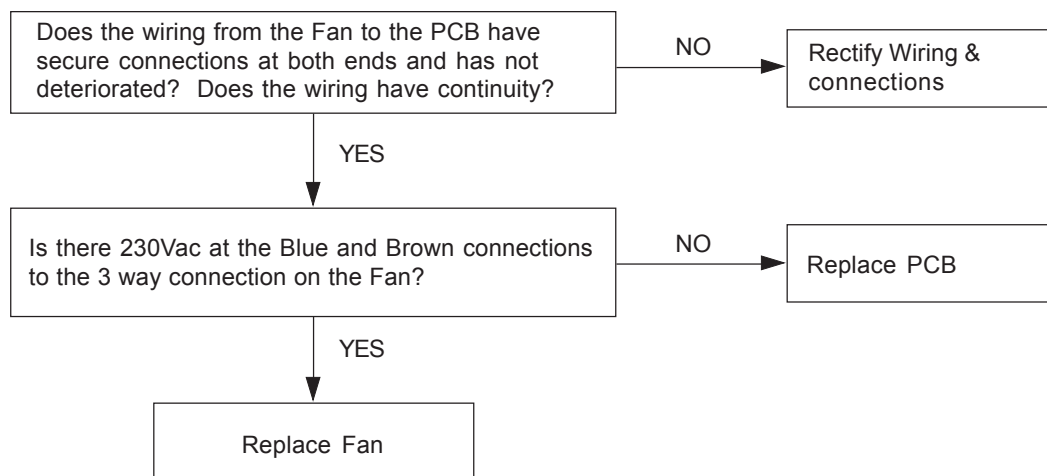 Does the wiring from the Fan to the PCB have
secure connections at both ends and has not
deteriorated? Does the wiring have continuity?
NO
Rectify Wiring &
connections
YES
Is there 230Vac at the Blue and Brown connections
to the 3 way connection on the Fan?
NO
Replace PCB
YES
Replace Fan